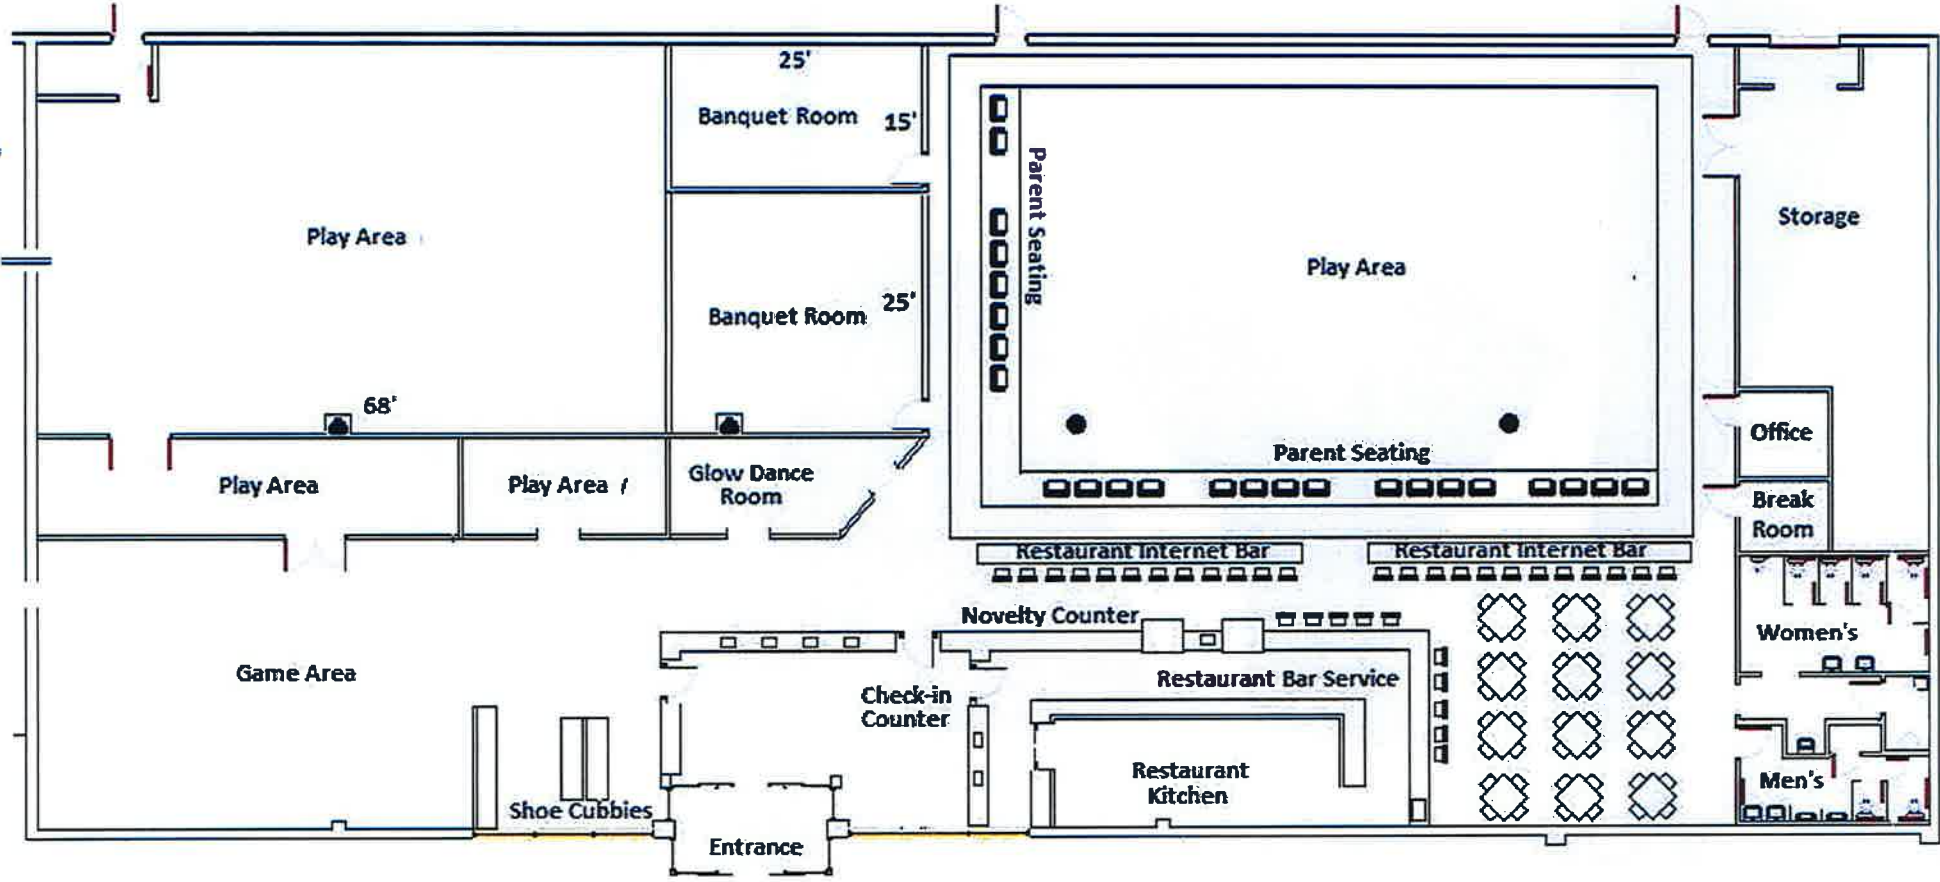 25'
Banquet Room
15'
Parent Seating
Play Area
Storage
Play Area
Banquet Room
25'
68'
Play Area
Play Area
Glow Dance
Room
Parent Seating
Office
Break
Room
Restaurant Internet Bar
Restaurant Internet Bar
Novelty Counter
Women's
Game Area
Check-in
Counter
Restaurant Bar Service
Restaurant
Kitchen
Men's
Shoe Cubbies
Entrance